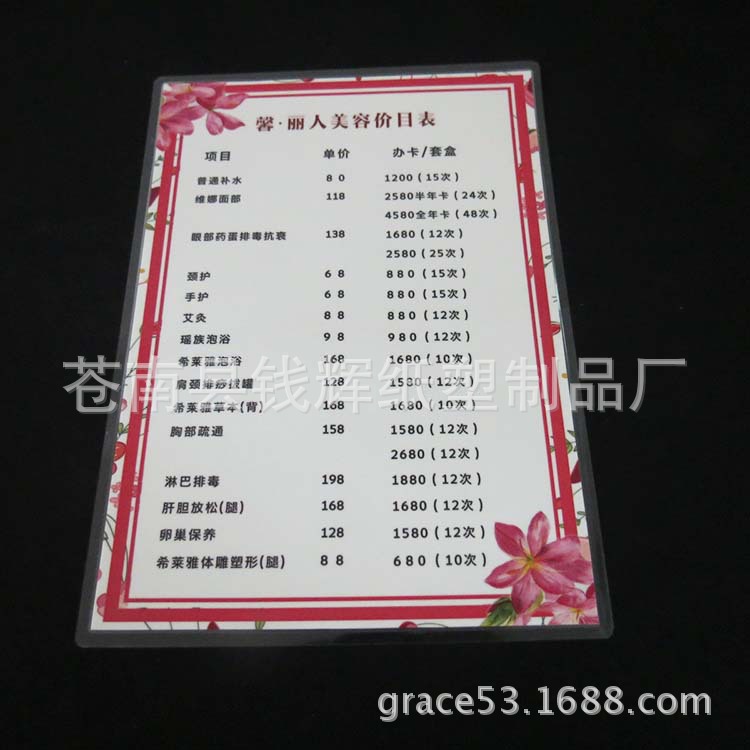 馨·丽人美容价目表
项目 单价 办卡/套盒
普通补水 80 1200(15次)
维娜面部 118 2580半年卡(24次)
4580全年卡(48次)
眼部药蛋排毒抗衰 138 1680(12次)
2580(25次)
颈护 68 880(15次)
手护 68 880(15次)
艾灸 88 880(12次)
瑶族泡浴 98 980(12次)
希莱雅泡浴 168 1680(10次)
肩颈排痧拔罐 128 1580(12次)
希莱雅草本(背) 168 1680(10次)
胸部疏通 158 1580(12次)
2680(12次)
淋巴排毒 198 1880(12次)
肝胆放松(腿) 168 1680(12次)
卵巢保养 128 1580(12次)
希莱雅体雕塑形(腿) 88 680(10次)
苍南县钱辉纸塑制品厂
grace53.1688.com